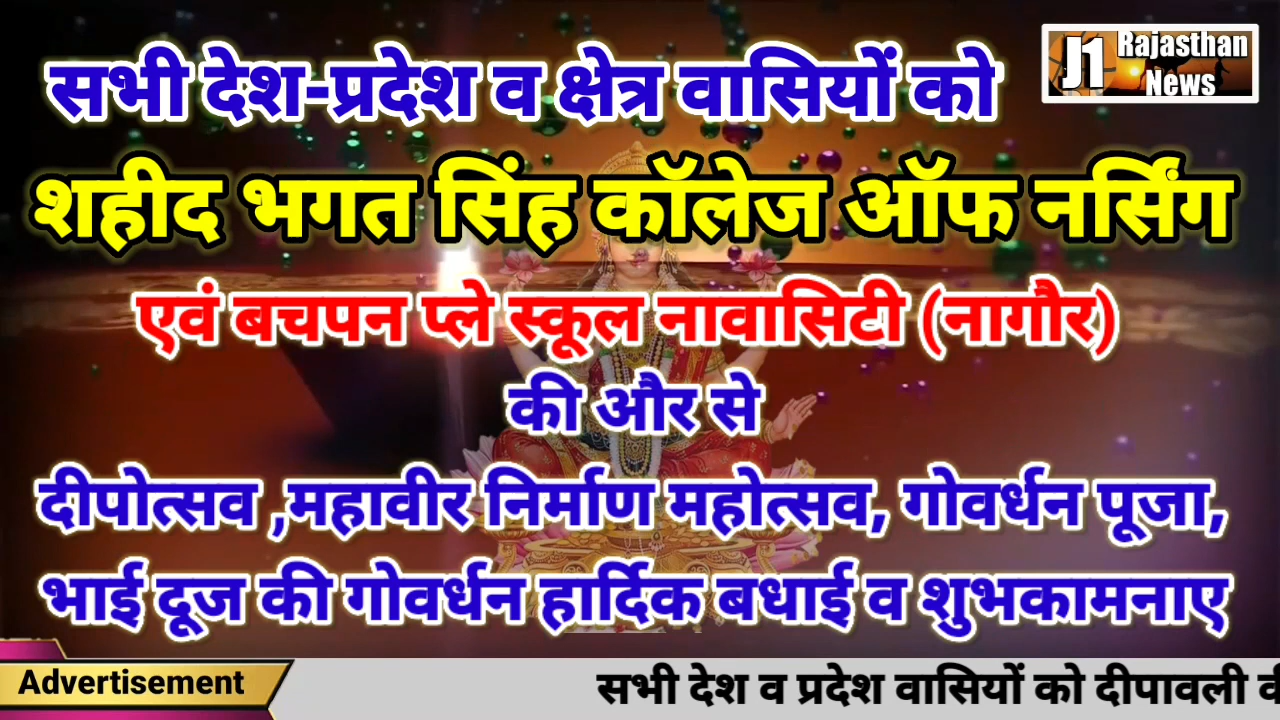 सभी देश-प्रदेश व क्षेत्र वासियों को
J1 Rajasthan News
शहीद भगत सिंह कॉलेज ऑफ नर्सिंग
एवं बचपन प्ले स्कूल नावासिटी (नागौर)
की और से
दीपोत्सव ,महावीर निर्माण महोत्सव, गोवर्धन पूजा,
भाई दूज की गोवर्धन हार्दिक बधाई व शुभकामनाए
Advertisement
सभी देश व प्रदेश वासियों को दीपावली